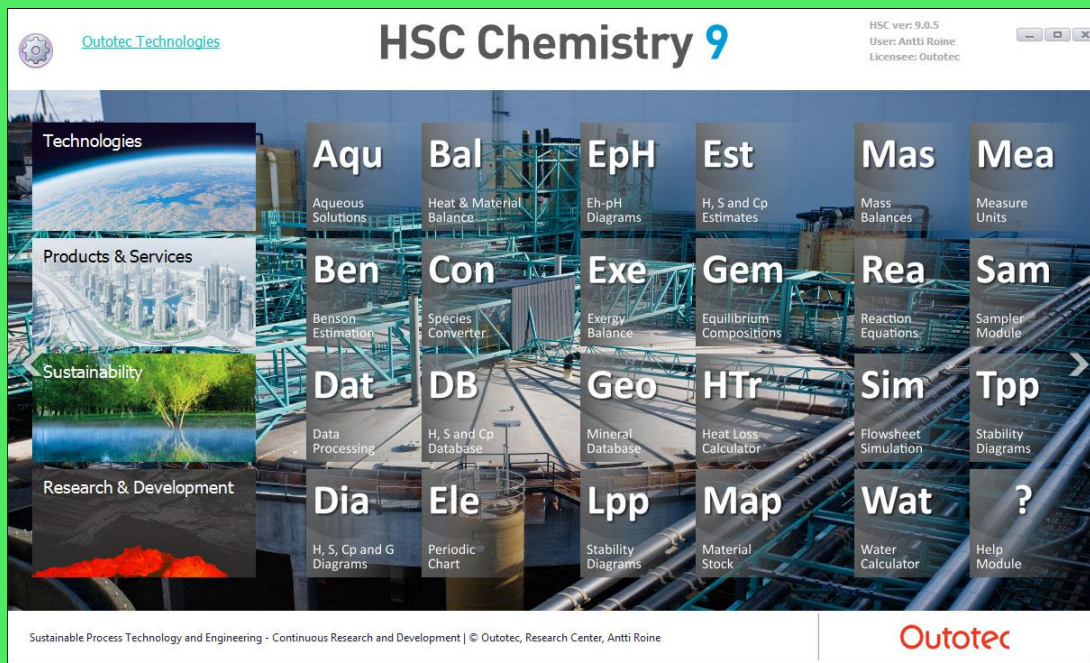 Outotec Technologies
HSC Chemistry 9
HSC ver: 9.0.5
User: Antti Roine
Licensee: Outotec
Technologies
Products & Services
Sustainability
Research & Development
Aqu
Aqueous
Solutions
Bal
Heat & Material
Balance
EpH
Eh-pH
Diagrams
Est
H, S and Cp
Estimates
Mas
Mass
Balances
Mea
Measure
Units
Ben
Benson
Estimation
Con
Species
Converter
Exe
Exergy
Balance
Gem
Equilibrium
Compositions
Rea
Reaction
Equations
Sam
Sampler
Module
Dat
Data
Processing
DB
H, S and Cp
Database
Geo
Mineral
Database
HTr
Heat Loss
Calculator
Sim
Flowsheet
Simulation
Tpp
Stability
Diagrams
Dia
H, S, Cp and G
Diagrams
Ele
Periodic
Chart
Lpp
Stability
Diagrams
Map
Material
Stock
Wat
Water
Calculator
?
Help
Module
Sustainable Process Technology and Engineering - Continuous Research and Development | © Outotec, Research Center, Antti Roine
Outotec